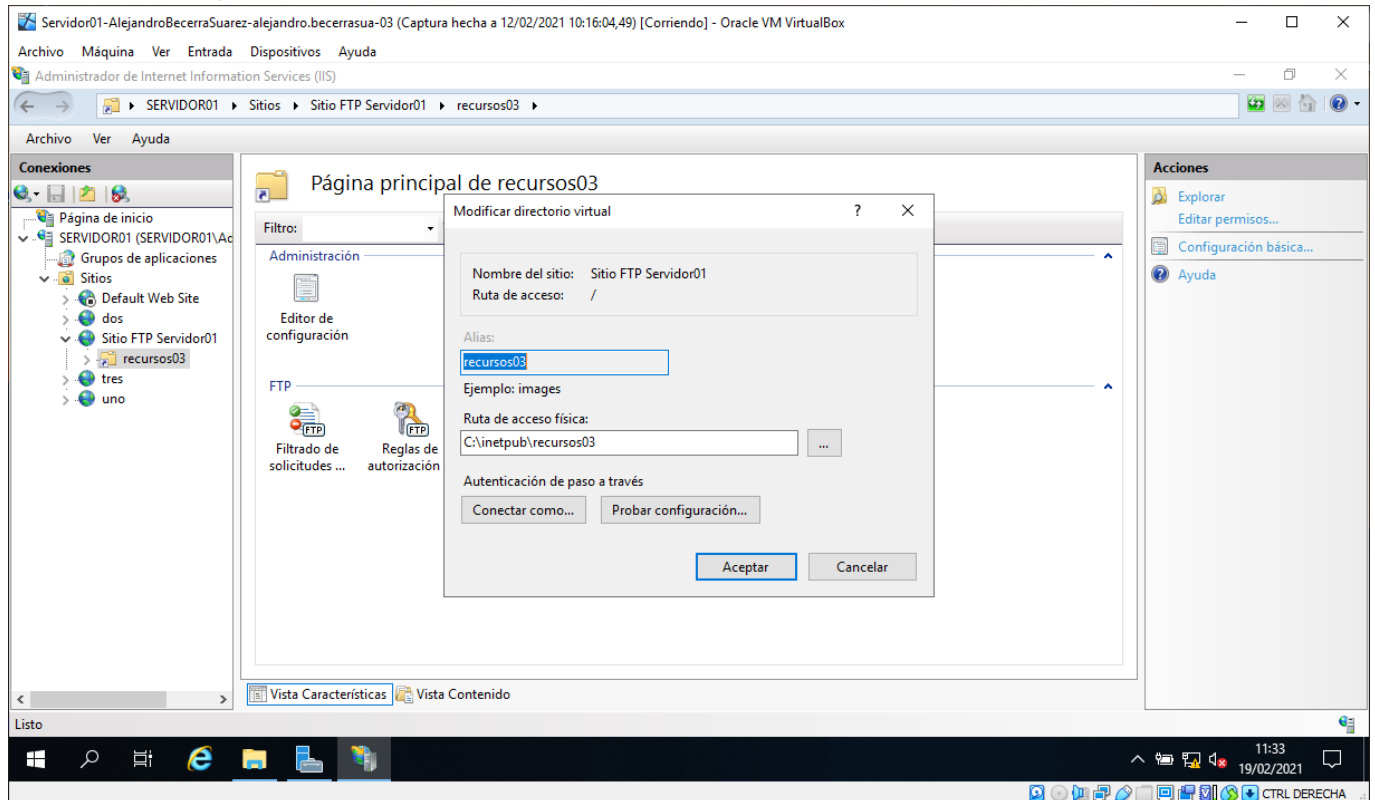 Servidor01-AlejandroBecerraSuarez-alejandro.becerrasua-03 (Captura hecha a 12/02/2021 10:16:04,49) [Corriendo] - Oracle VM VirtualBox
Archivo Máquina Ver Entrada Dispositivos Ayuda
Administrador de Internet Information Services (IIS)
SERVIDOR01 Sitios Sitio FTP Servidor01 recursos03
Archivo Ver Ayuda
Conexiones
Página de inicio
SERVIDOR01 (SERVIDOR01\Ac
Grupos de aplicaciones
Sitios
Default Web Site
dos
Sitio FTP Servidor01
recursos03
tres
uno
Página principal de recursos03
Filtro:
Administración
Editor de
configuración
FTP
FTP
FTP
Filtrado de
solicitudes ...
Reglas de
autorización
Modificar directorio virtual
Nombre del sitio: Sitio FTP Servidor01
Ruta de acceso: /
Alias:
recursos03
Ejemplo: images
Ruta de acceso física:
C:\inetpub\recursos03
...
Autenticación de paso a través
Conectar como... Probar configuración...
Aceptar Cancelar
Acciones
Explorar
Editar permisos...
Configuración básica...
Ayuda
Vista Características Vista Contenido
Listo
11:33
19/02/2021
CTRL DERECHA